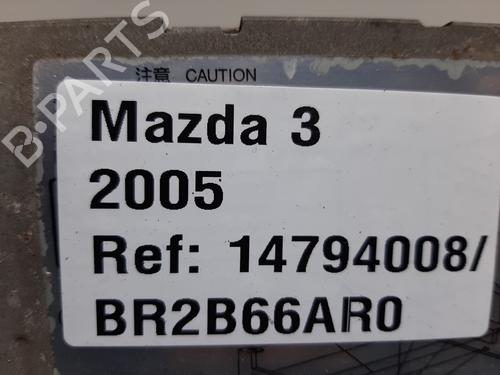 B-PARTS
注意 CAUTION
Mazda 3
2005
Ref: 14794008/
BR2B66AR0